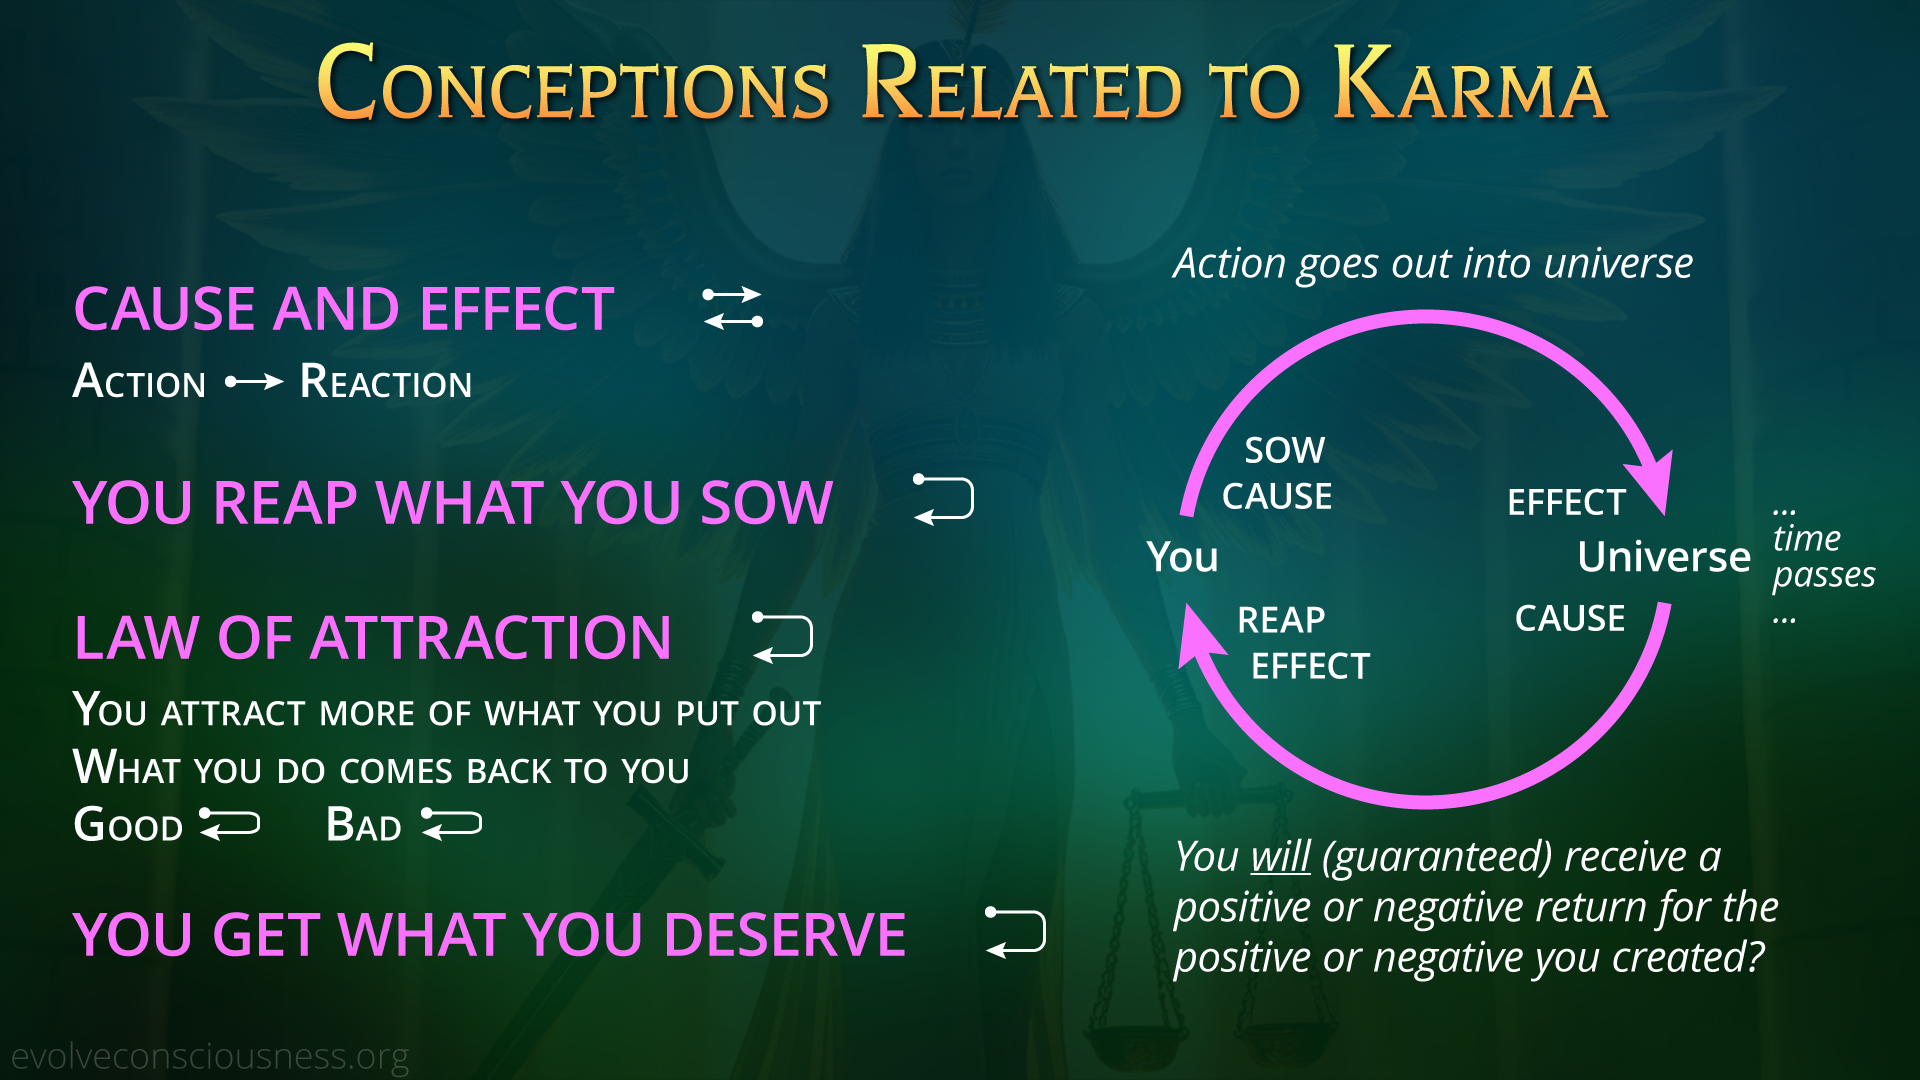 Conceptions Related to Karma
CAUSE AND EFFECT
Action Reaction
YOU REAP WHAT YOU SOW
LAW OF ATTRACTION
You attract more of what you put out
What you do comes back to you
Good Bad
YOU GET WHAT YOU DESERVE
Action goes out into universe
SOW
CAUSE
EFFECT
You
Universe
...
time
passes
...
REAP
EFFECT
CAUSE
You will (guaranteed) receive a
positive or negative return for the
positive or negative you created?
evolveconsciousness.org